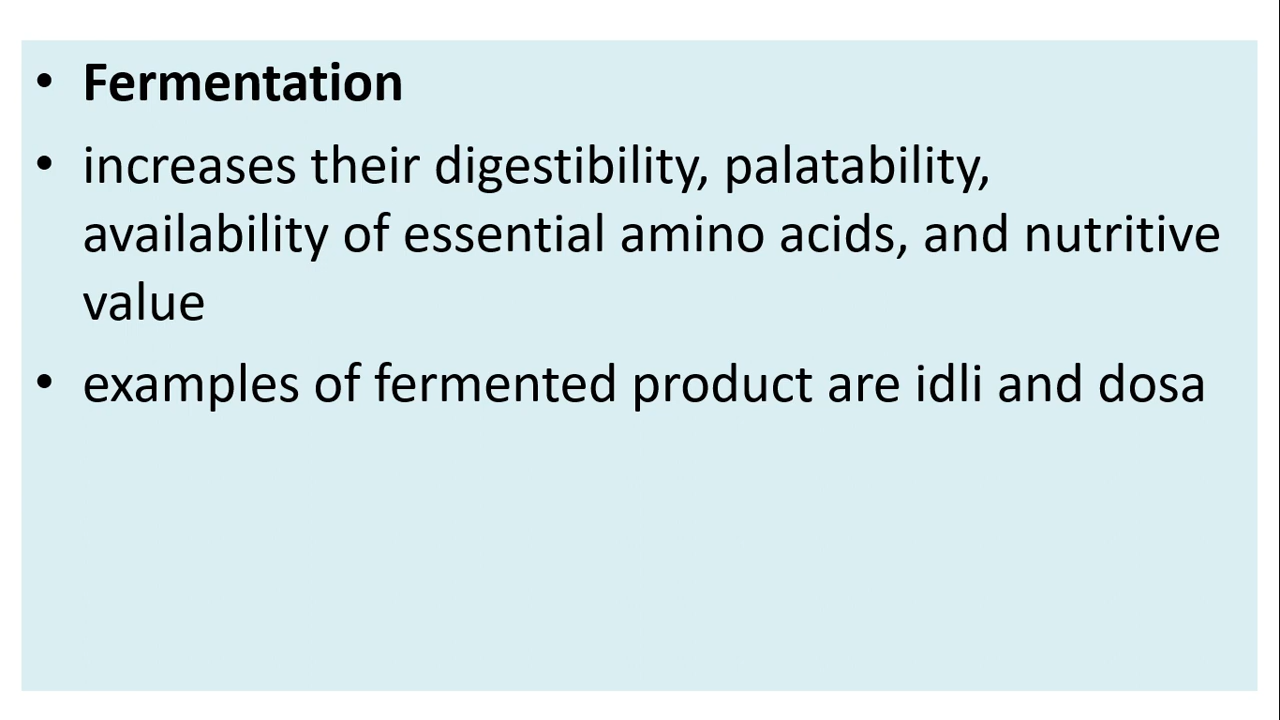 • Fermentation
• increases their digestibility, palatability,
availability of essential amino acids, and nutritive
value
• examples of fermented product are idli and dosa